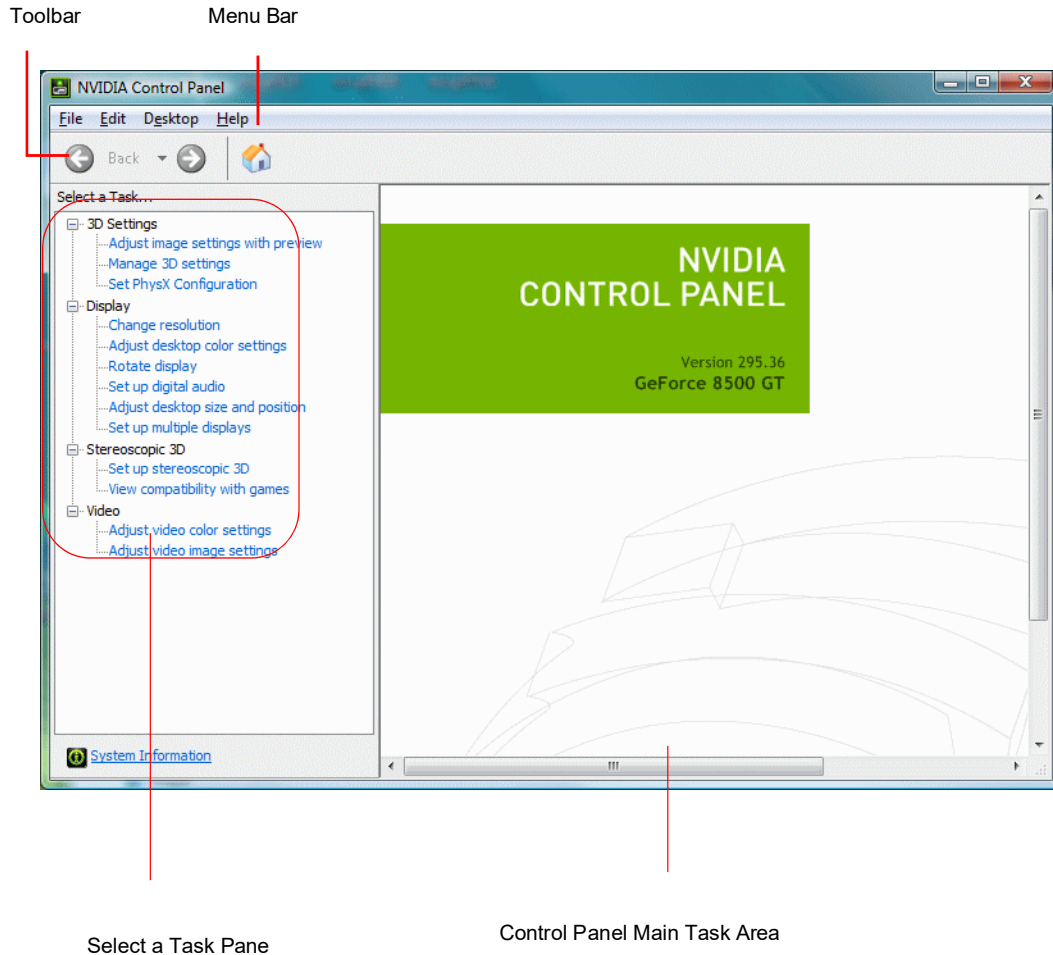 Toolbar
Menu Bar
NVIDIA Control Panel
File Edit Desktop Help
Back
Select a Task...
3D Settings
Adjust image settings with preview
Manage 3D settings
Set PhysX Configuration
Display
Change resolution
Adjust desktop color settings
Rotate display
Set up digital audio
Adjust desktop size and position
Set up multiple displays
Stereoscopic 3D
Set up stereoscopic 3D
View compatibility with games
Video
Adjust video color settings
Adjust video image settings
System Information
NVIDIA
CONTROL PANEL
Version 295.36
GeForce 8500 GT
Select a Task Pane
Control Panel Main Task Area